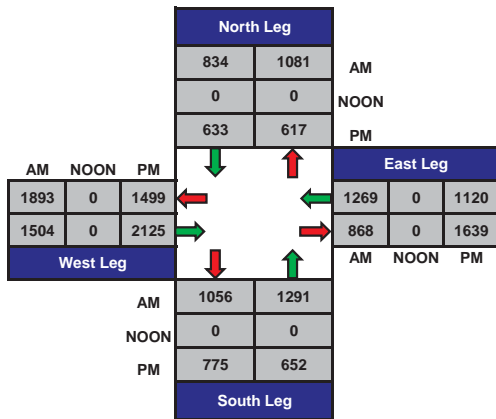 North Leg
834 1081 AM
0 0 NOON
633 617 PM
AM NOON PM East Leg
1893 0 1499 1269 0 1120
1504 0 2125 868 0 1639
West Leg AM NOON PM
AM 1056 1291
NOON 0 0
PM 775 652
South Leg